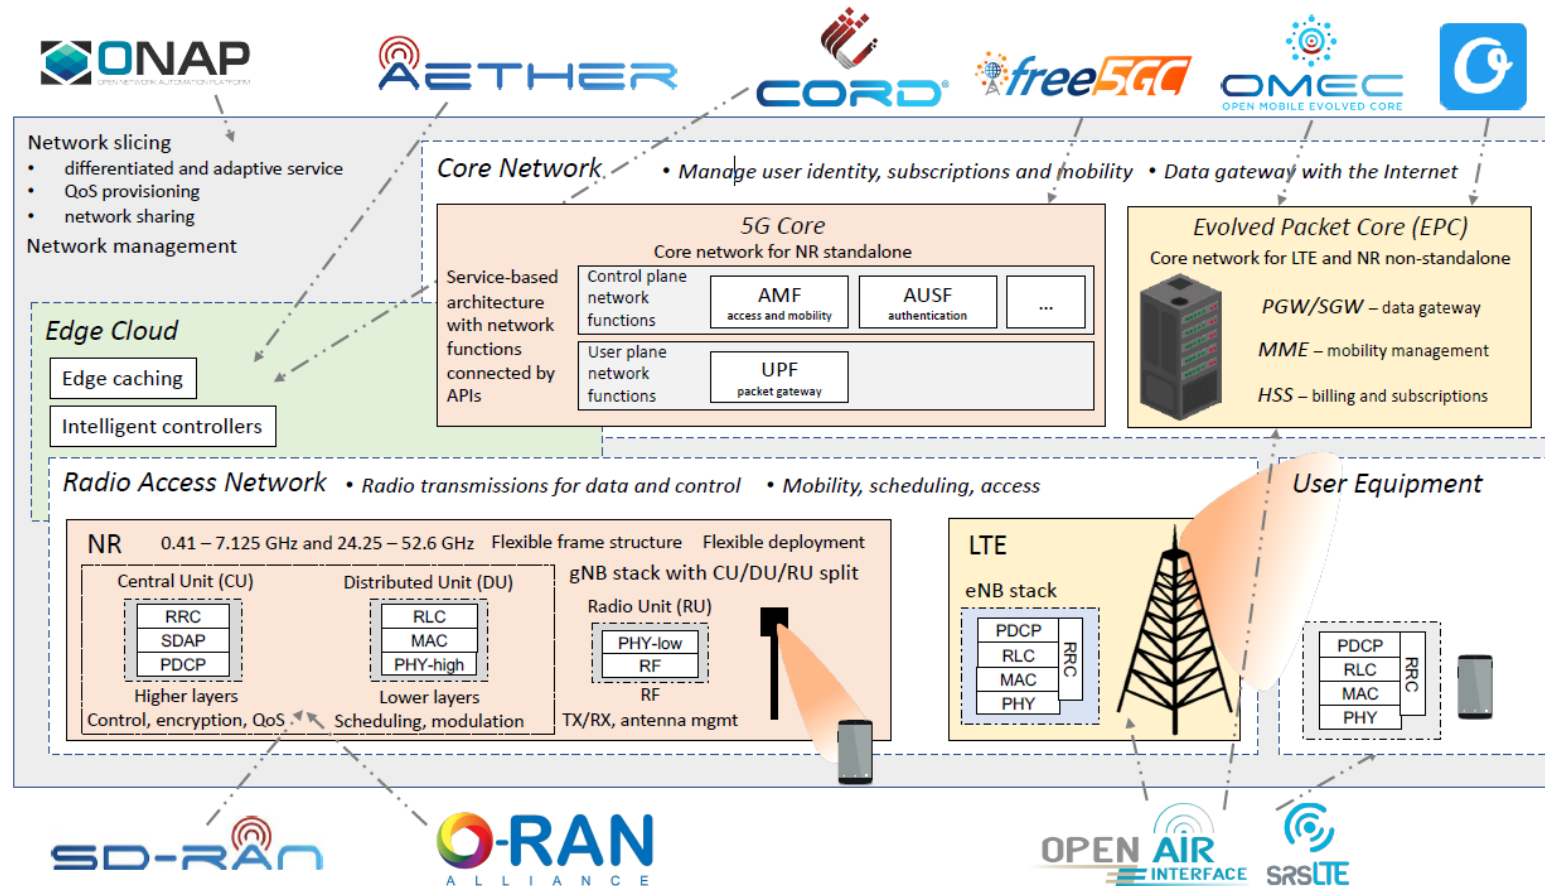 ONAP
OPEN NETWORK AUTOMATION PLATFORM
AETHER
CORD®
free5GC
OMEC
OPEN MOBILE EVOLVED CORE
Network slicing
• differentiated and adaptive service
• QoS provisioning
• network sharing
Network management
Core Network
• Manage user identity, subscriptions and mobility • Data gateway with the Internet
5G Core
Core network for NR standalone
Service-based
architecture
with network
functions
connected by
APIs
Control plane
network
functions
AMF
access and mobility
AUSF
authentication
...
User plane
network
functions
UPF
packet gateway
Evolved Packet Core (EPC)
Core network for LTE and NR non-standalone
PGW/SGW – data gateway
MME – mobility management
HSS – billing and subscriptions
Edge Cloud
Edge caching
Intelligent controllers
Radio Access Network • Radio transmissions for data and control • Mobility, scheduling, access
NR 0.41 – 7.125 GHz and 24.25 – 52.6 GHz Flexible frame structure Flexible deployment
gNB stack with CU/DU/RU split
Central Unit (CU)
RRC
SDAP
PDCP
Higher layers
Control, encryption, QoS
Distributed Unit (DU)
RLC
MAC
PHY-high
Lower layers
Scheduling, modulation
Radio Unit (RU)
PHY-low
RF
RF
TX/RX, antenna mgmt
LTE
eNB stack
PDCP
RLC
MAC
PHY
RRC
User Equipment
PDCP
RLC
MAC
PHY
RRC
SD-RAN
O-RAN
ALLIANCE
OPEN AIR
INTERFACE
SRSLTE